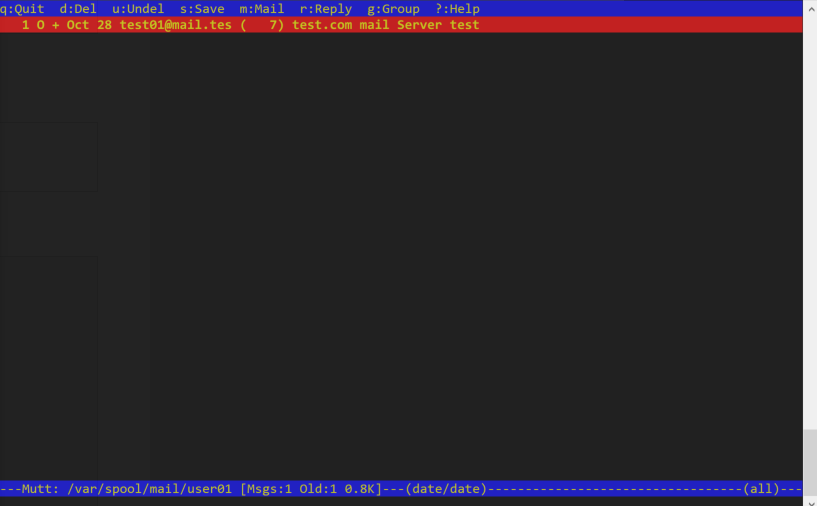 q:Quit  d:Del  u:Undel  s:Save  m:Mail  r:Reply  g:Group  ?:Help
   1 O + Oct 28 test01@mail.tes (   7) test.com mail Server test
---Mutt: /var/spool/mail/user01 [Msgs:1 Old:1 0.8K]---(date/date)----------------------------------(all)---